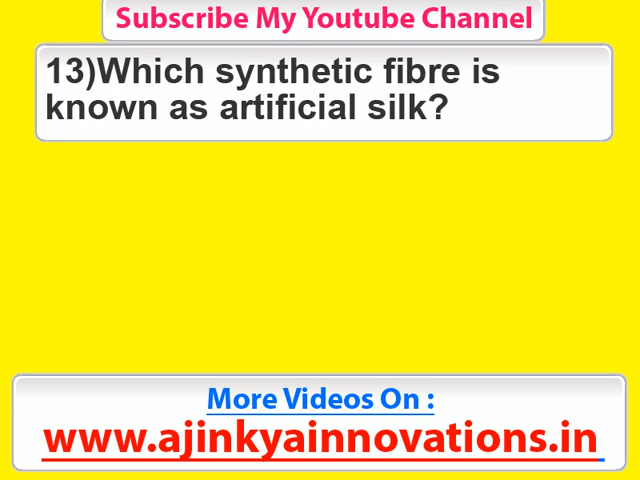 Subscribe My Youtube Channel
13)Which synthetic fibre is
known as artificial silk?
More Videos On :
www.ajinkyainnovations.in